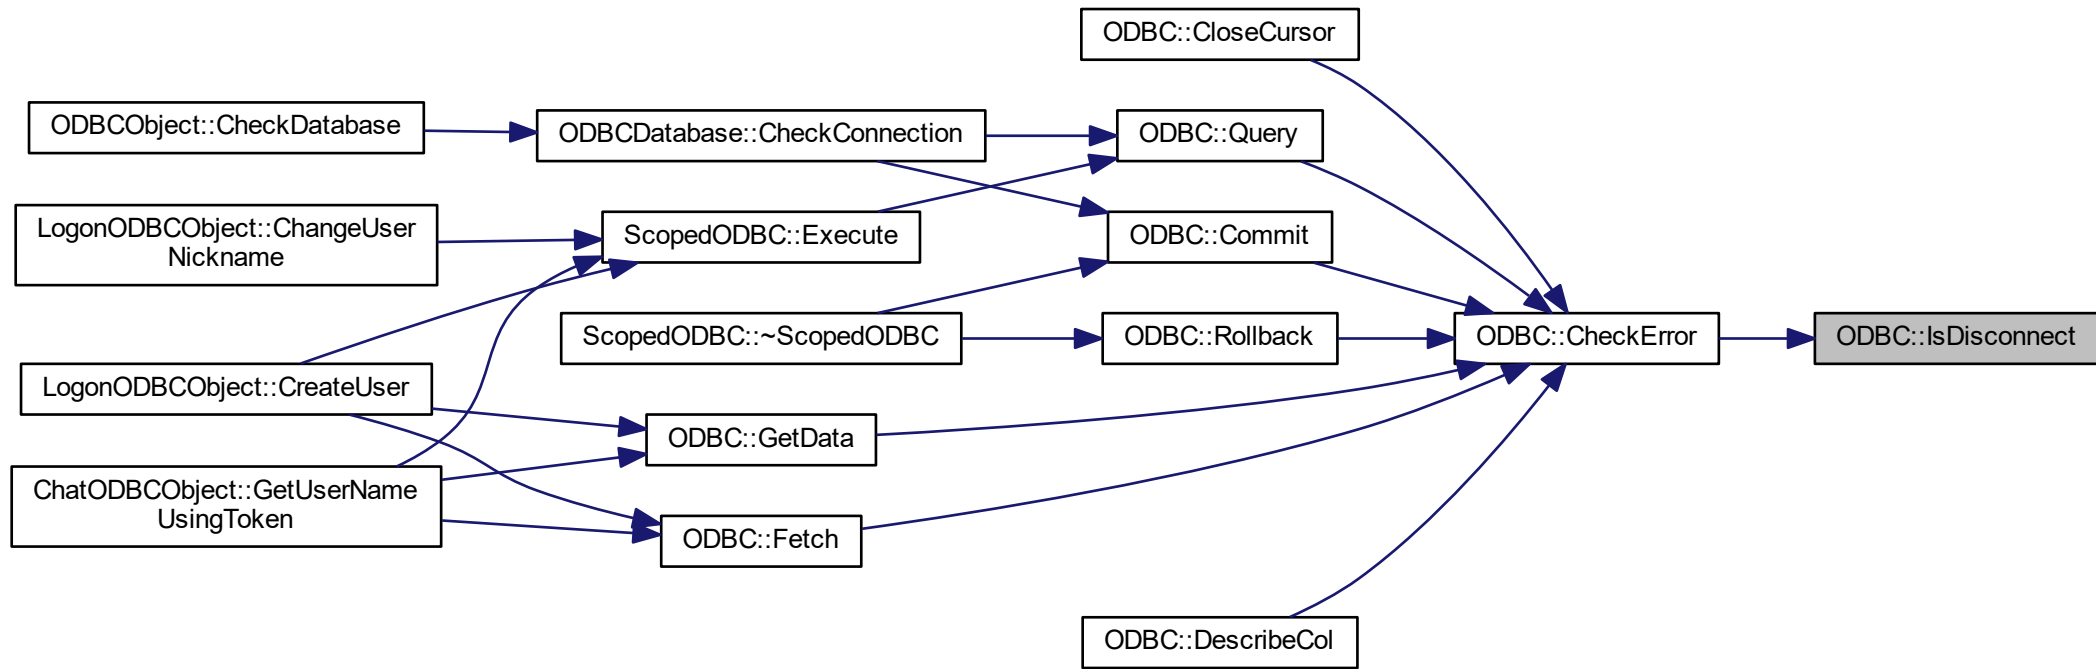 ODBC::CloseCursor
ODBCObject::CheckDatabase
ODBCDatabase::CheckConnection
ODBC::Query
LogonODBCObject::ChangeUser
Nickname
ScopedODBC::Execute
ODBC::Commit
ScopedODBC::~ScopedODBC
ODBC::Rollback
ODBC::CheckError
ODBC::IsDisconnect
LogonODBCObject::CreateUser
ODBC::GetData
ChatODBCObject::GetUserName
UsingToken
ODBC::Fetch
ODBC::DescribeCol